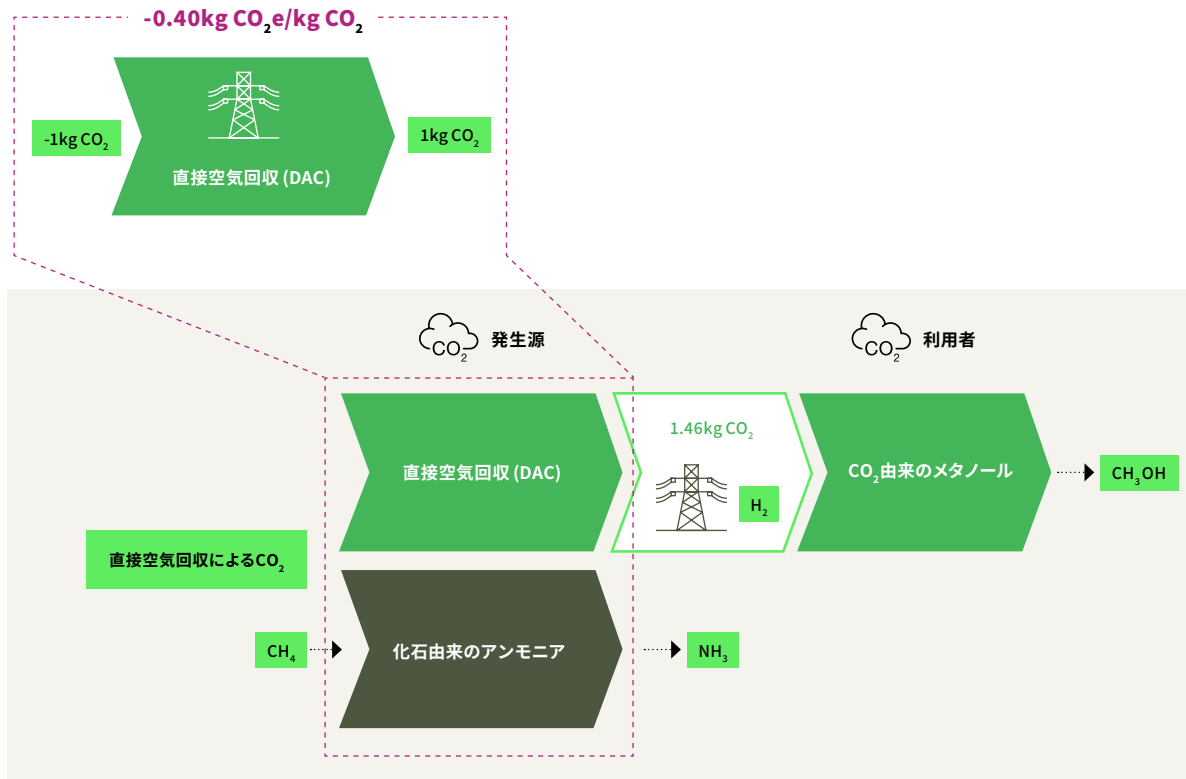 -0.40kg CO₂e/kg CO₂
-1kg CO₂
1kg CO₂
直接空気回収 (DAC)
CO₂
発生源
CO₂
利用者
1.46kg CO₂
直接空気回収 (DAC)
H₂
CO₂由来のメタノール
CH₃OH
直接空気回収によるCO₂
CH₄
化石由来のアンモニア
NH₃